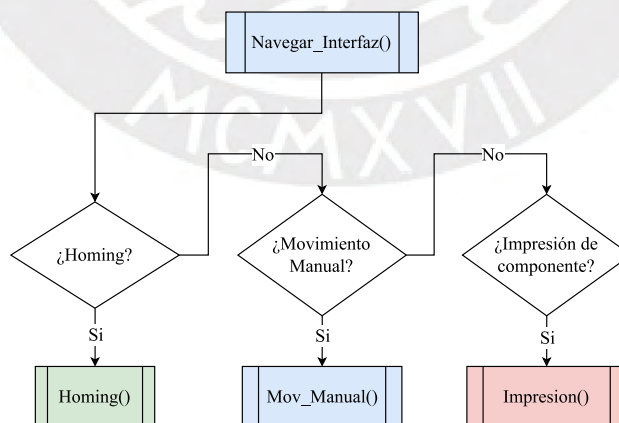 Navegar_Interfaz()
MCMXVII
No
No
¿Homing?
¿Movimiento
Manual?
¿Impresión de
componente?
Si
Si
Si
Homing()
Mov_Manual()
Impresion()